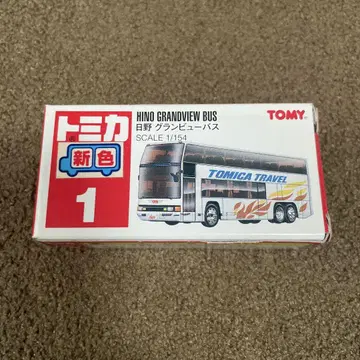 トミカ
新色
1
HINO GRANDVIEW BUS
日野 グランビューバス
SCALE 1/154
TOMY
TOMICA TRAVEL